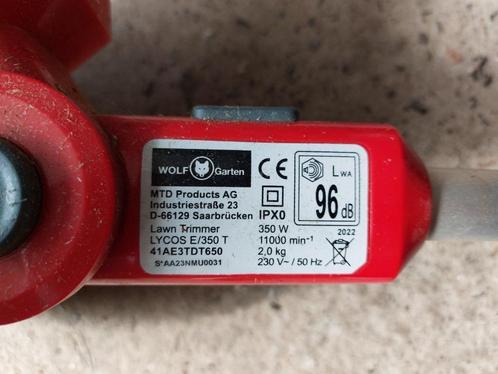 WOLF Garten
MTD Products AG
Industriestraße 23
D-66129 Saarbrücken
IPX0
LWA
96 dB
Lawn Trimmer
LYCOS E/350 T
41AE3TDT650
S*AA23NMU0031
350 W
11000 min⁻¹
2,0 kg
230 V~ / 50 Hz
2022
CE